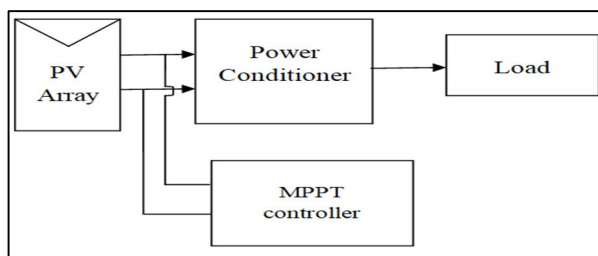 PV
Array
Power
Conditioner
Load
MPPT
controller